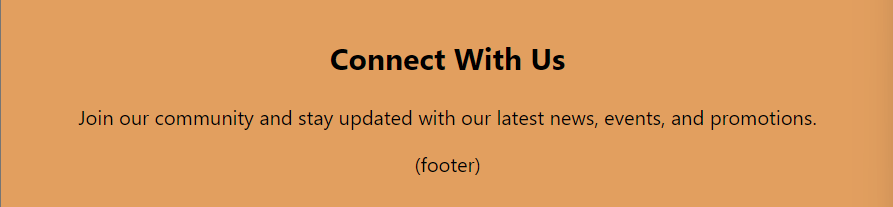 Connect With Us
Join our community and stay updated with our latest news, events, and promotions.
(footer)